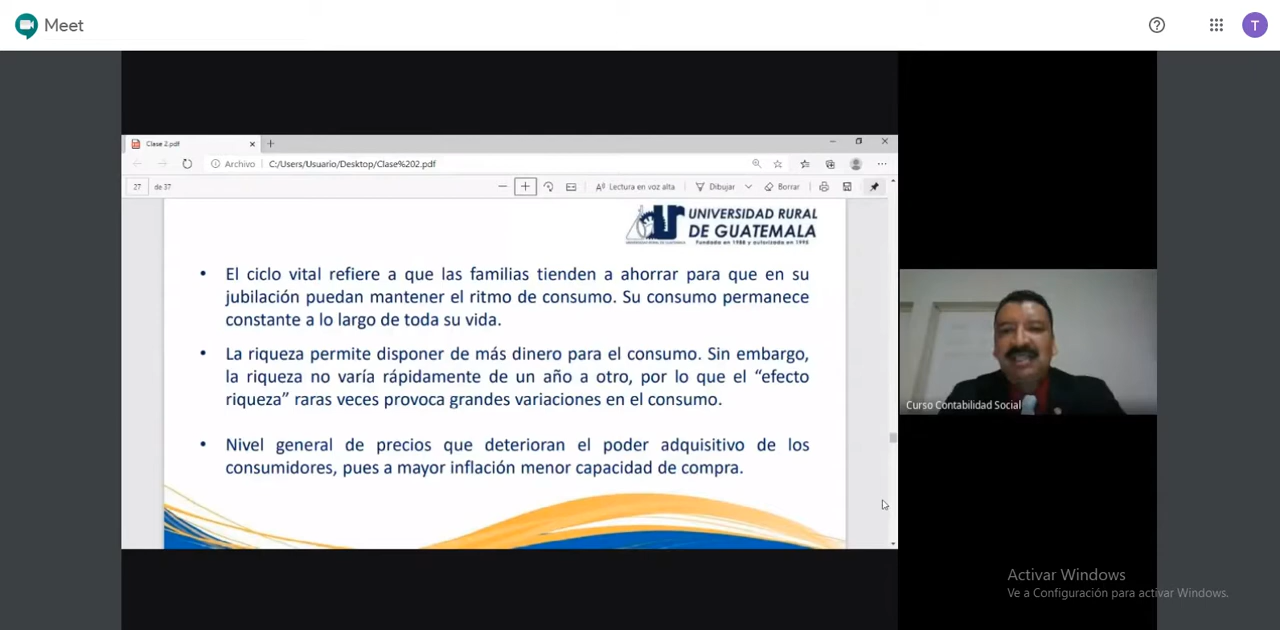 Meet
T
Clase 2.pdf
Archivo
C:/Users/Usuario/Desktop/Clase%202.pdf
27 de 37
Lectura en voz alta
Dibujar
Borrar
UNIVERSIDAD RURAL
DE GUATEMALA
Fundada en 1988 y autorizada en 1995
• El ciclo vital refiere a que las familias tienden a ahorrar para que en su
jubilación puedan mantener el ritmo de consumo. Su consumo permanece
constante a lo largo de toda su vida.
• La riqueza permite disponer de más dinero para el consumo. Sin embargo,
la riqueza no varía rápidamente de un año a otro, por lo que el “efecto
riqueza” raras veces provoca grandes variaciones en el consumo.
• Nivel general de precios que deterioran el poder adquisitivo de los
consumidores, pues a mayor inflación menor capacidad de compra.
Curso Contabilidad Social
Activar Windows
Ve a Configuración para activar Windows.